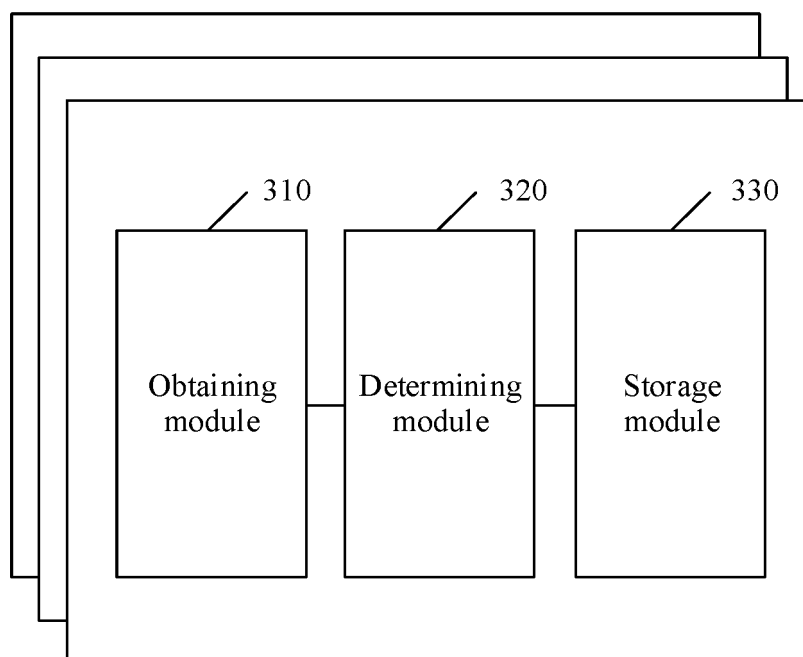 310
320
330
Obtaining
module
Determining
module
Storage
module